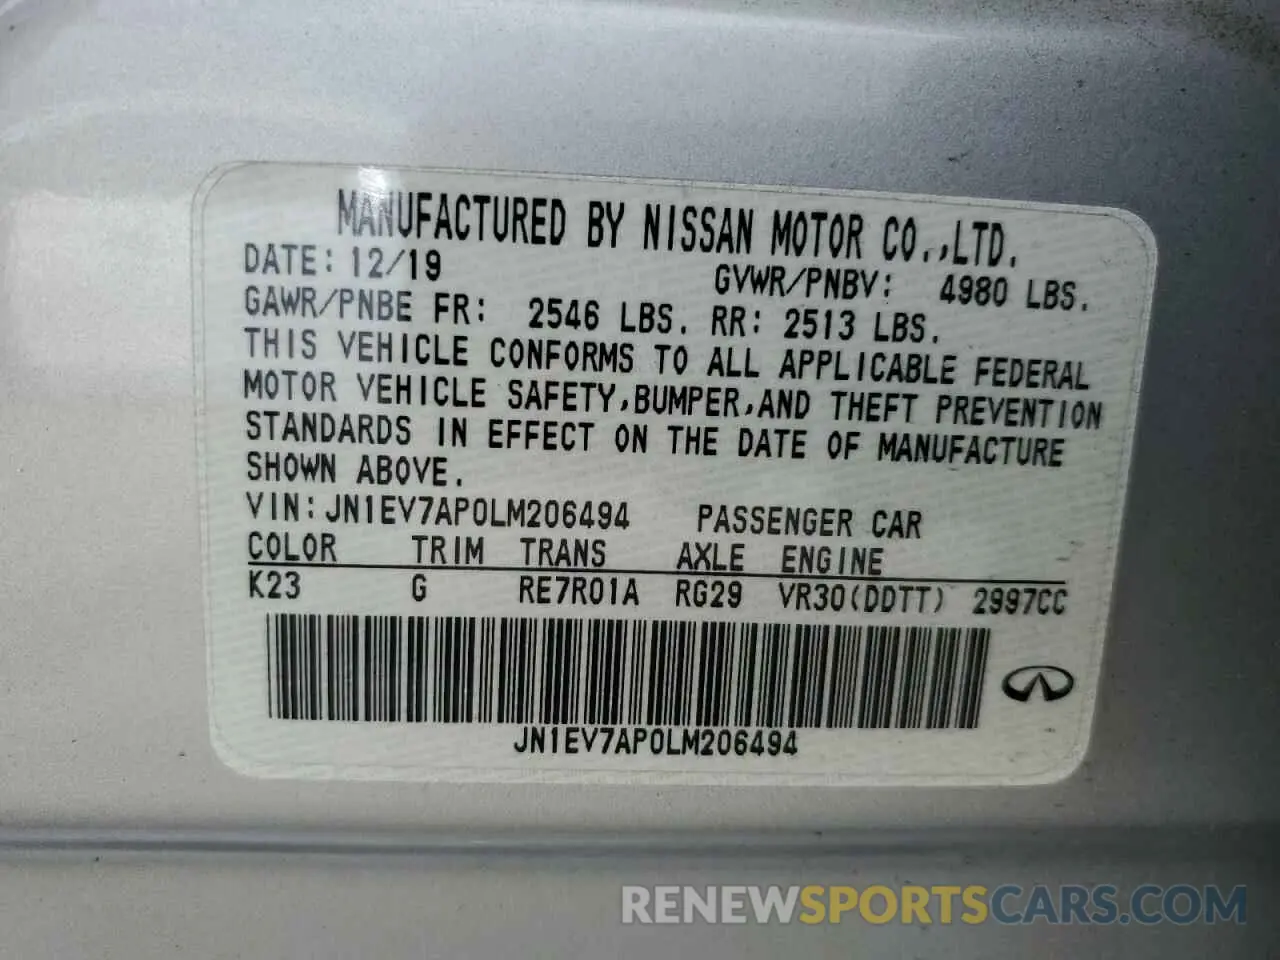 MANUFACTURED BY NISSAN MOTOR CO.,LTD.
DATE: 12/19 GVWR/PNBV: 4980 LBS.
GAWR/PNBE FR: 2546 LBS. RR: 2513 LBS.
THIS VEHICLE CONFORMS TO ALL APPLICABLE FEDERAL
MOTOR VEHICLE SAFETY,BUMPER,AND THEFT PREVENTION
STANDARDS IN EFFECT ON THE DATE OF MANUFACTURE
SHOWN ABOVE.
VIN:JN1EV7AP0LM206494 PASSENGER CAR
COLOR TRIM TRANS AXLE ENGINE
K23 G RE7R01A RG29 VR30(DDTT) 2997CC
JN1EV7AP0LM206494
RENEWSPORTSCARS.COM